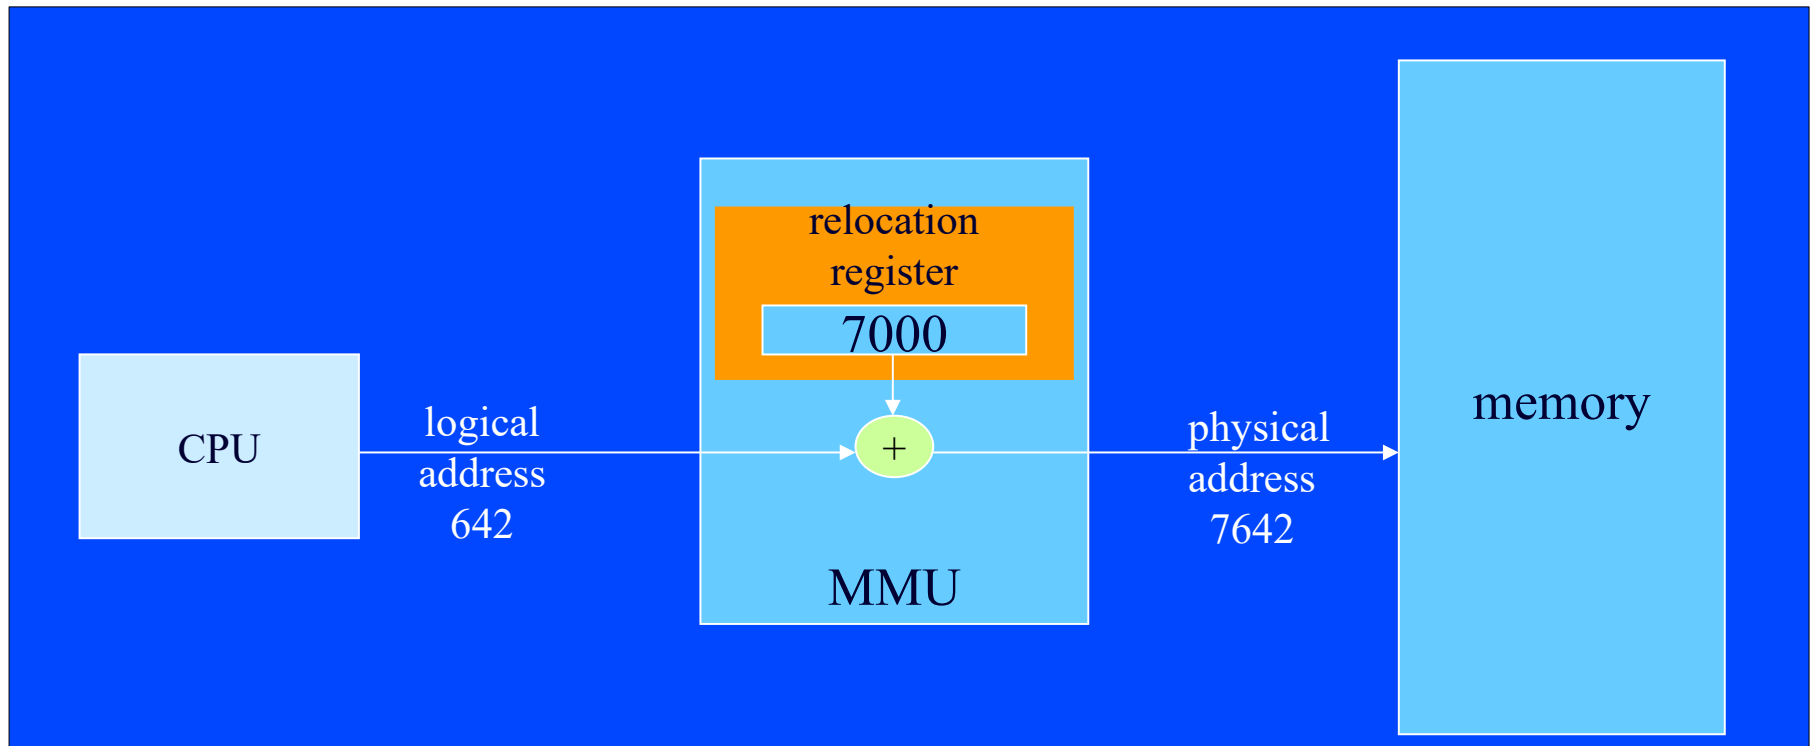 relocation
register
7000
CPU
logical
address
642
+
physical
address
7642
memory
MMU